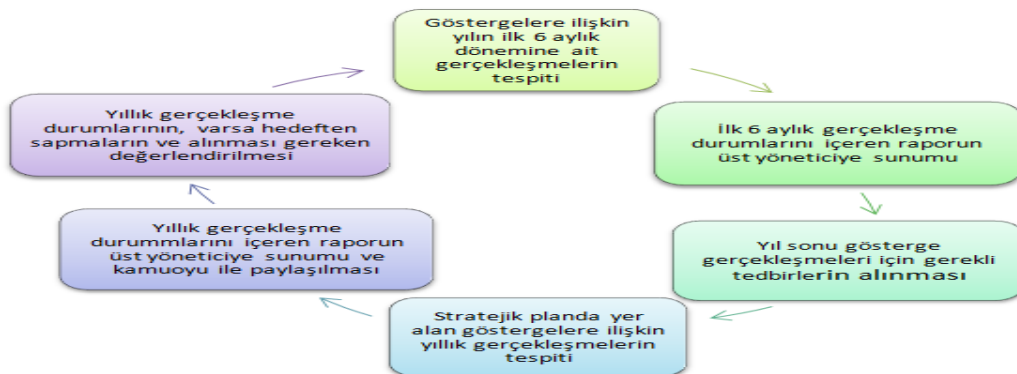 Göstergelere ilişkin
yılın ilk 6 aylık
dönemine ait
gerçekleşmelerin
tespiti
İlk 6 aylık gerçekleşme
durumlarını içeren raporun
üst yöneticiye sunumu
Yıl sonu gösterge
gerçekleşmeleri için gerekli
tedbirlerin alınması
Stratejik planda yer
alan göstergelere ilişkin
yıllık gerçekleşmelerin
tespiti
Yıllık gerçekleşme
durummlarını içeren raporun
üst yöneticiye sunumu ve
kamuoyu ile paylaşılması
Yıllık gerçekleşme
durumlarının, varsa hedeften
sapmaların ve alınması gereken
değerlendirilmesi